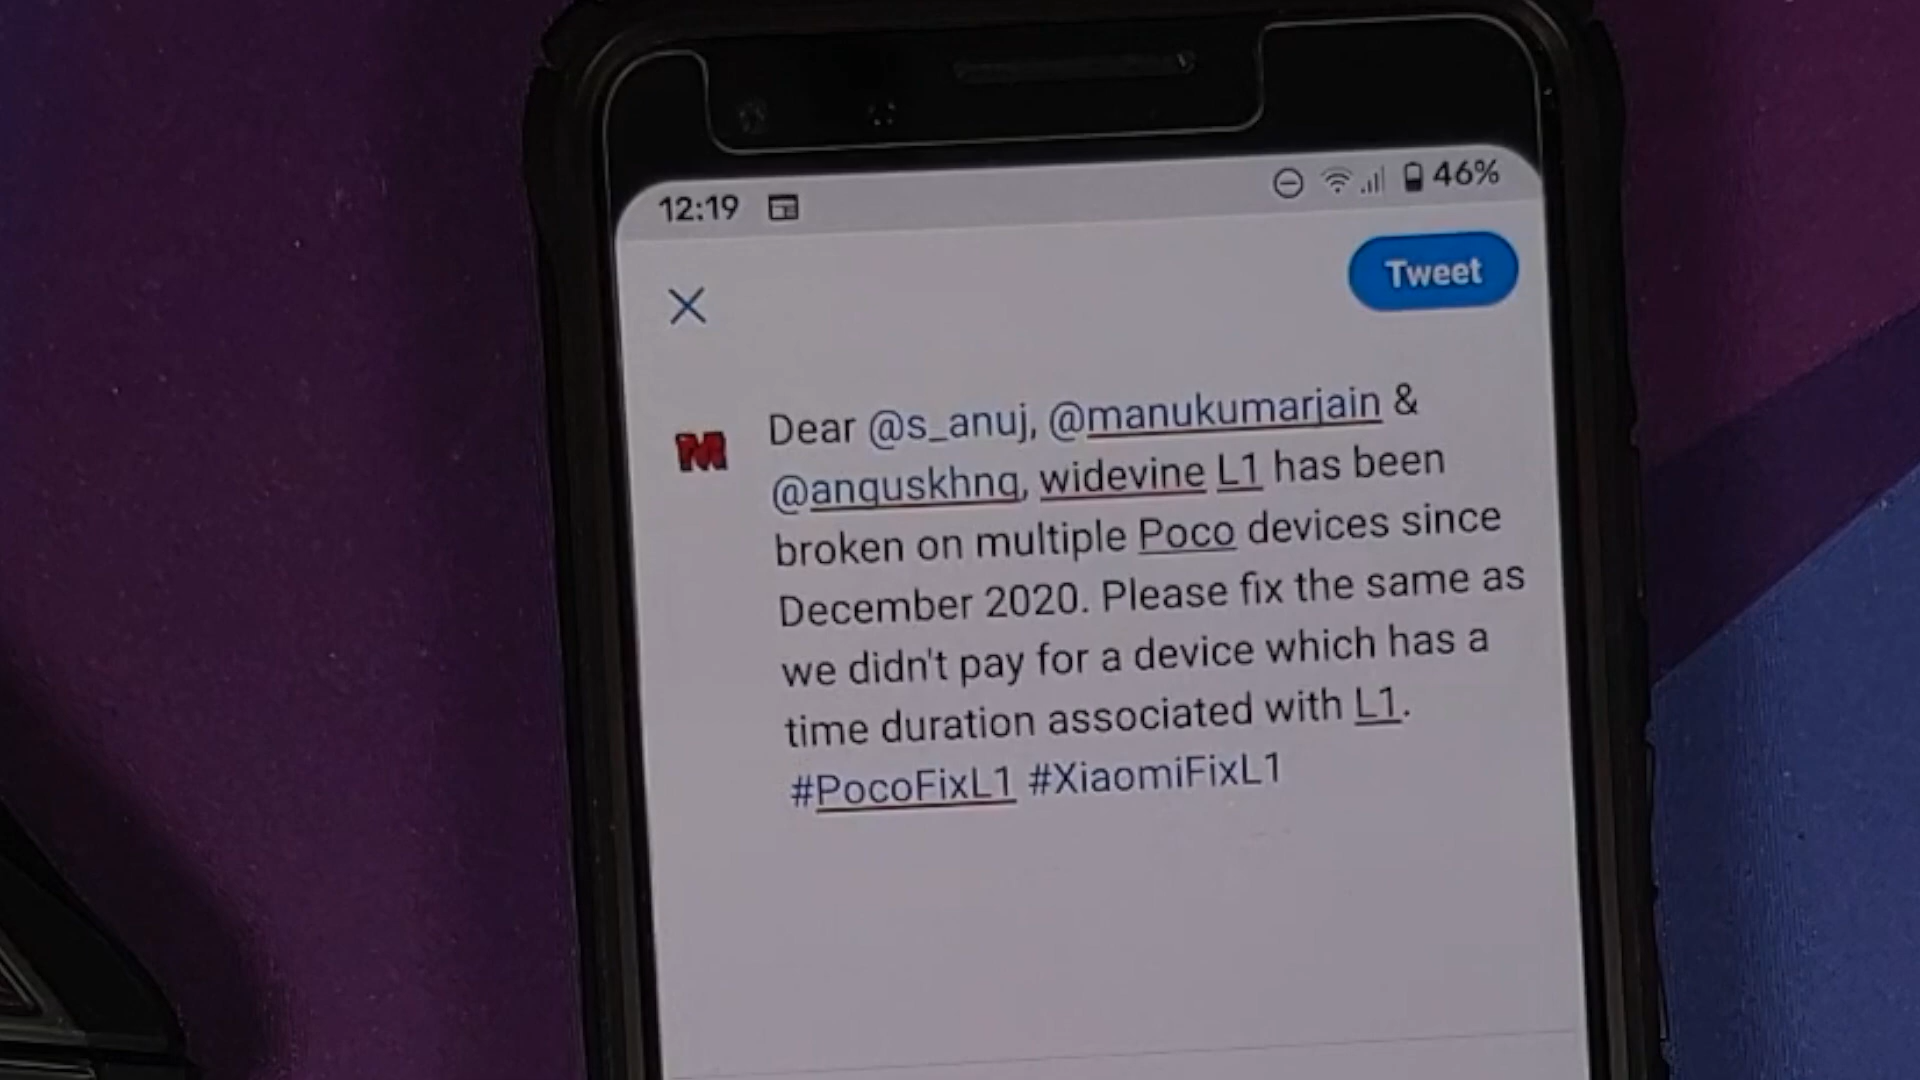 12:19 46%
Tweet
Dear @s_anuj, @manukumarjain &
@anguskhng, widevine L1 has been
broken on multiple Poco devices since
December 2020. Please fix the same as
we didn't pay for a device which has a
time duration associated with L1.
#PocoFixL1 #XiaomiFixL1